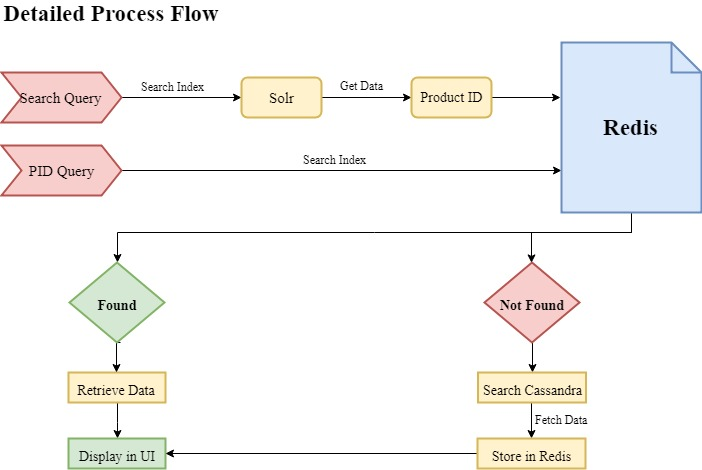 Detailed Process Flow
Search Query
Search Index
Solr
Get Data
Product ID
Redis
PID Query
Search Index
Found
Not Found
Retrieve Data
Search Cassandra
Fetch Data
Display in UI
Store in Redis